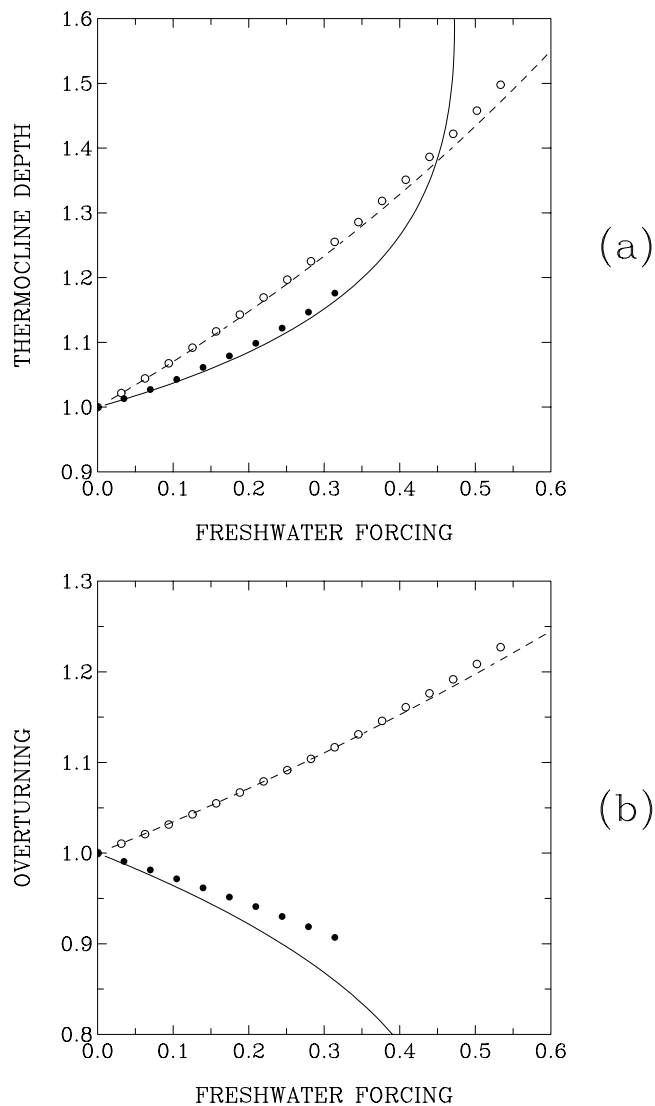 1.6
1.5
1.4
1.3
1.2
1.1
1.0
0.9
THERMOCLINE DEPTH
0.0 0.1 0.2 0.3 0.4 0.5 0.6
FRESHWATER FORCING
(a)
1.3
1.2
1.1
1.0
0.9
0.8
OVERTURNING
0.0 0.1 0.2 0.3 0.4 0.5 0.6
FRESHWATER FORCING
(b)